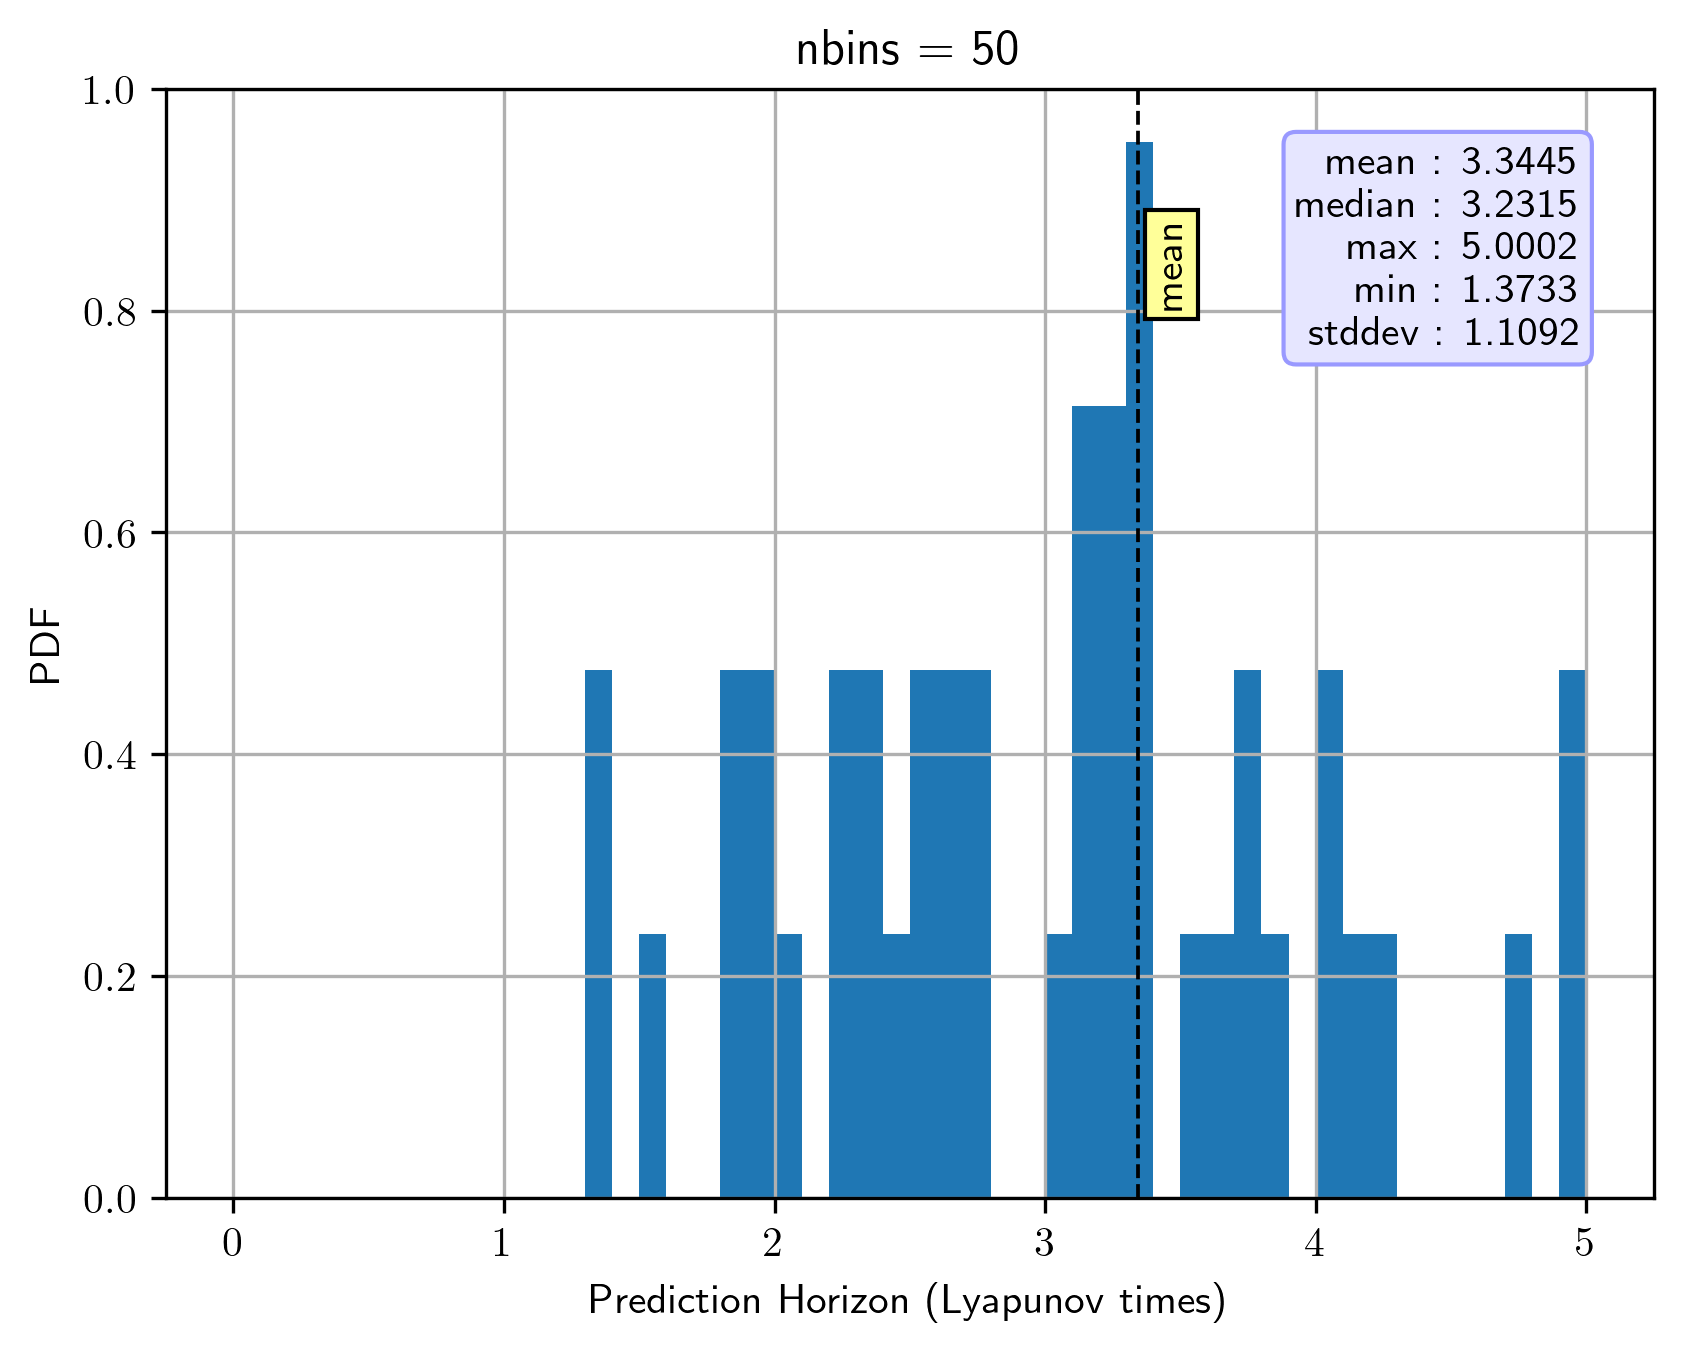 nbins = 50
1.0
0.8
0.6
0.4
0.2
0.0
PDF
mean
mean : 3.3445
median : 3.2315
max : 5.0002
min : 1.3733
stddev : 1.1092
0 1 2 3 4 5
Prediction Horizon (Lyapunov times)